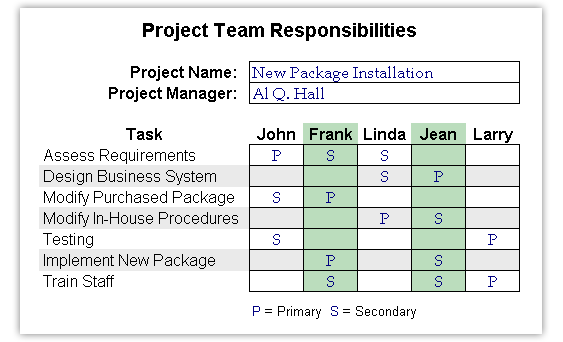 Project Team Responsibilities
Project Name: New Package Installation
Project Manager: Al Q. Hall
Task John Frank Linda Jean Larry
Assess Requirements P S S
Design Business System S P
Modify Purchased Package S P
Modify In-House Procedures P S
Testing S P
Implement New Package P S
Train Staff S S P
P = Primary S = Secondary